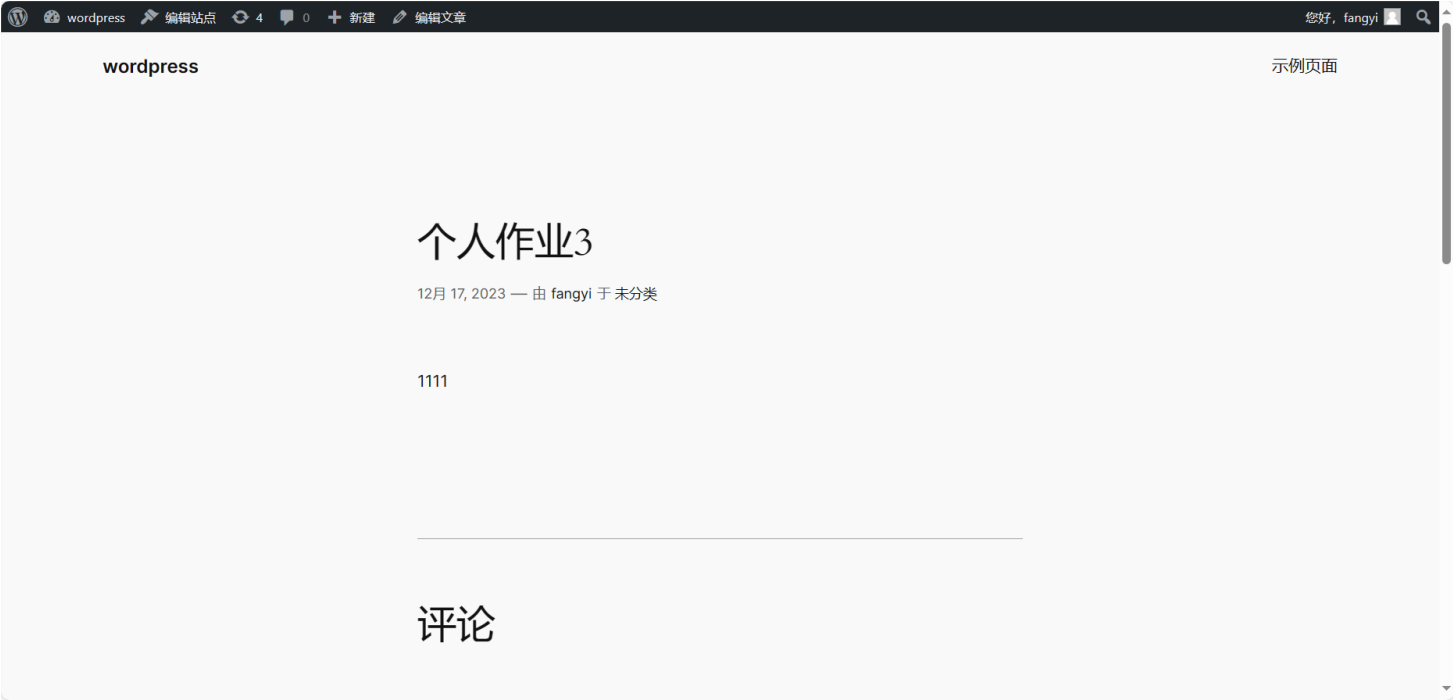 wordpress 编辑站点 4 0 新建 编辑文章 您好，fangyi
wordpress 示例页面
个人作业3
12月 17, 2023 — 由 fangyi 于 未分类
1111
评论